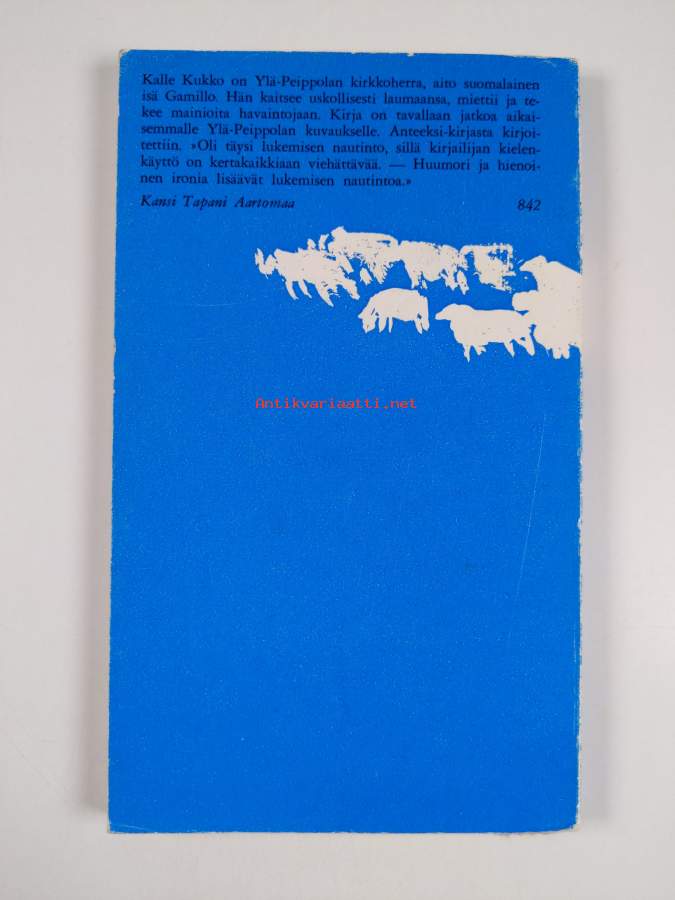 Kalle Kukko on Ylä-Peippolan kirkkoherra, aito suomalainen
isä Gamillo. Hän kaitsee uskollisesti laumaansa, miettii ja te-
kee mainioita havaintojaan. Kirja on tavallaan jatkoa aikai-
semmalle Ylä-Peippolan kuvaukselle. Anteeksi-kirjasta kirjoi-
tettiin. »Oli täysi lukemisen nautinto, sillä kirjailijan kielen-
käyttö on kertakaikkiaan viehättävää. — Huumori ja hienoi-
nen ironia lisäävät lukemisen nautintoa.»
Kansi Tapani Aartomaa 842
Antikvariaatti.net